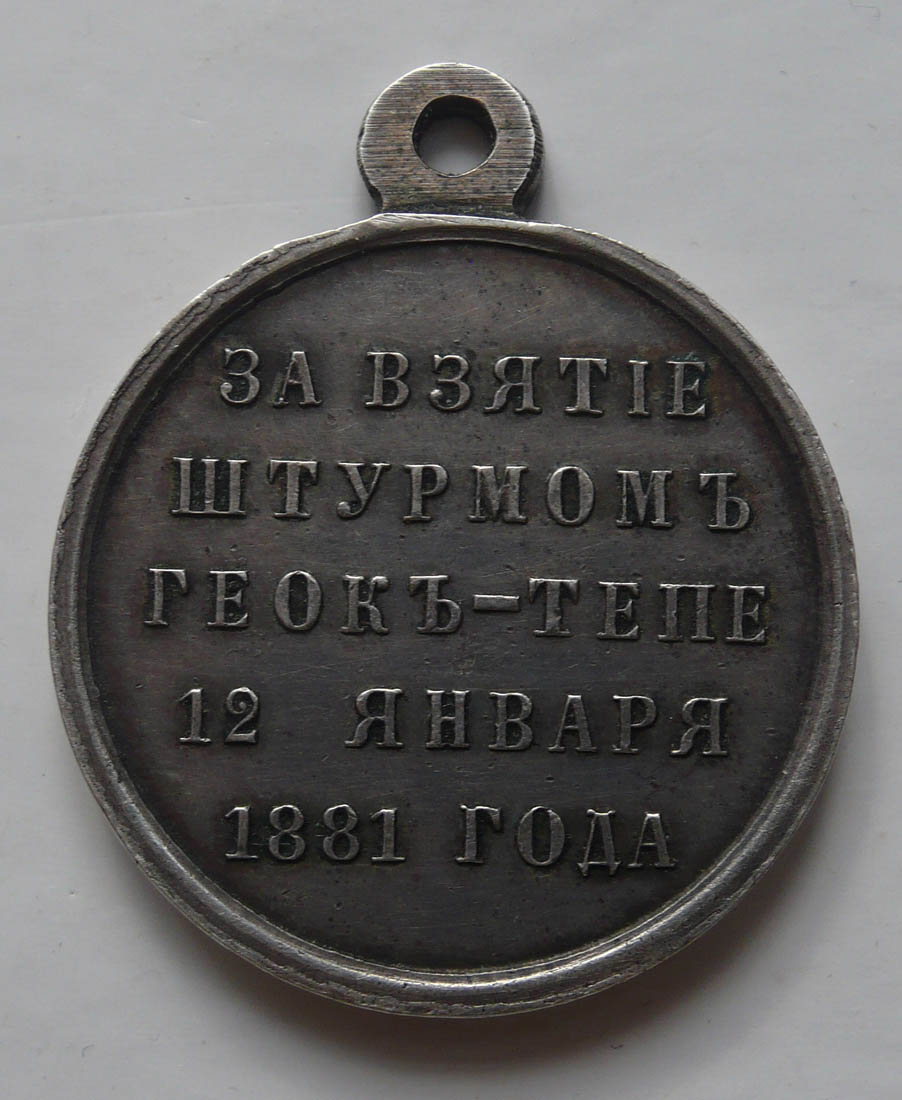 ЗА ВЗЯТІЕ
ШТУРМОМЪ
ГЕОКЪ-ТЕПЕ
12 ЯНВАРЯ
1881 ГОДА